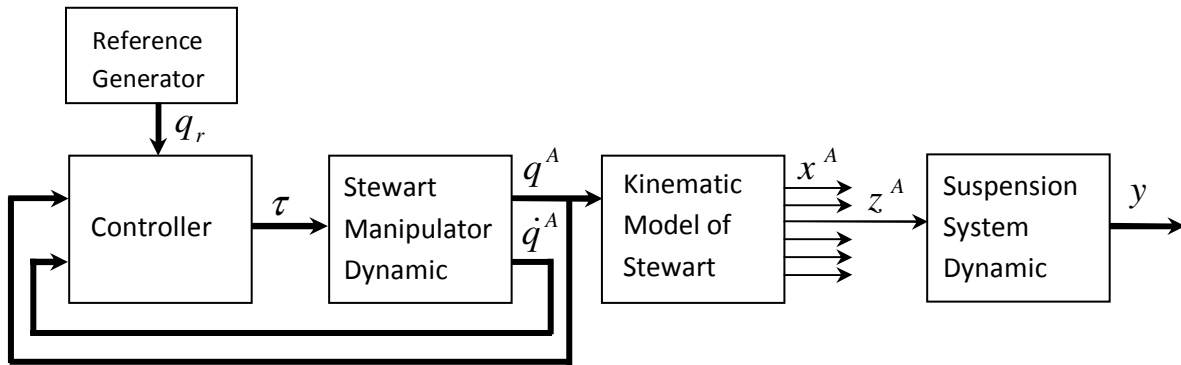 Reference
Generator
q_r
Controller
τ
Stewart
Manipulator
Dynamic
q^A
q̇^A
Kinematic
Model of
Stewart
x^A
z^A
Suspension
System
Dynamic
y